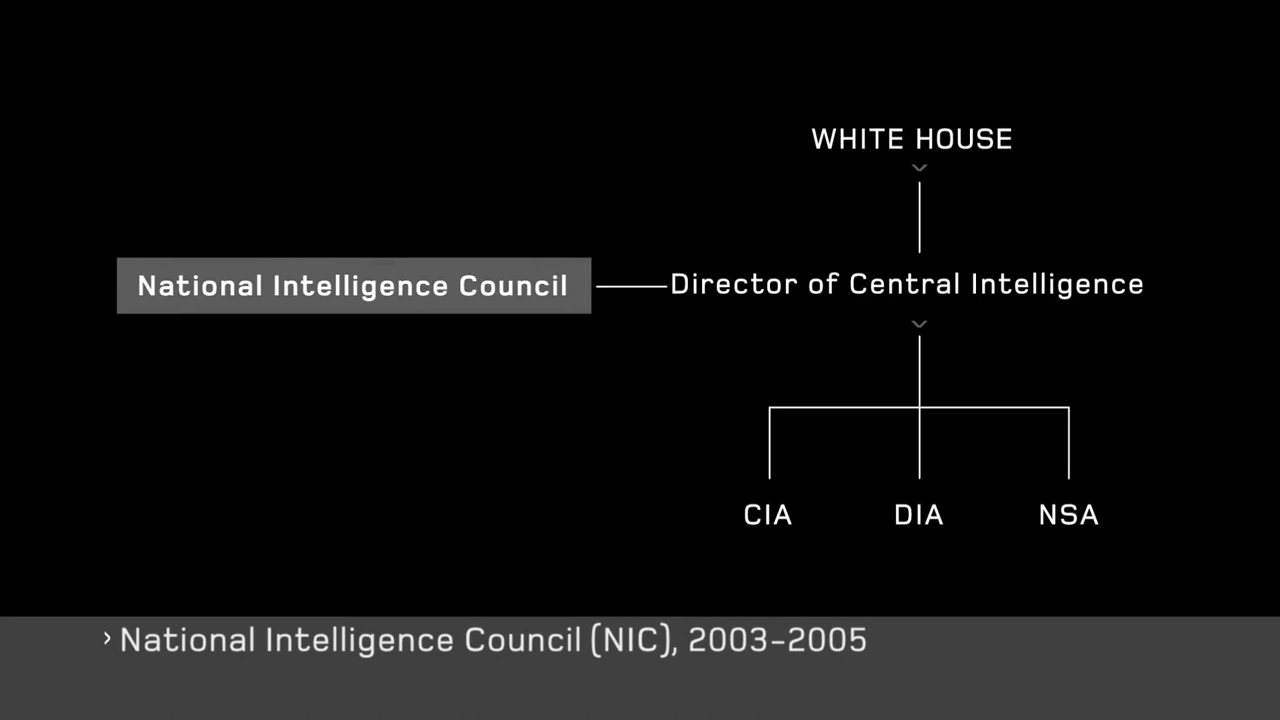 WHITE HOUSE
National Intelligence Council
Director of Central Intelligence
CIA
DIA
NSA
› National Intelligence Council (NIC), 2003–2005